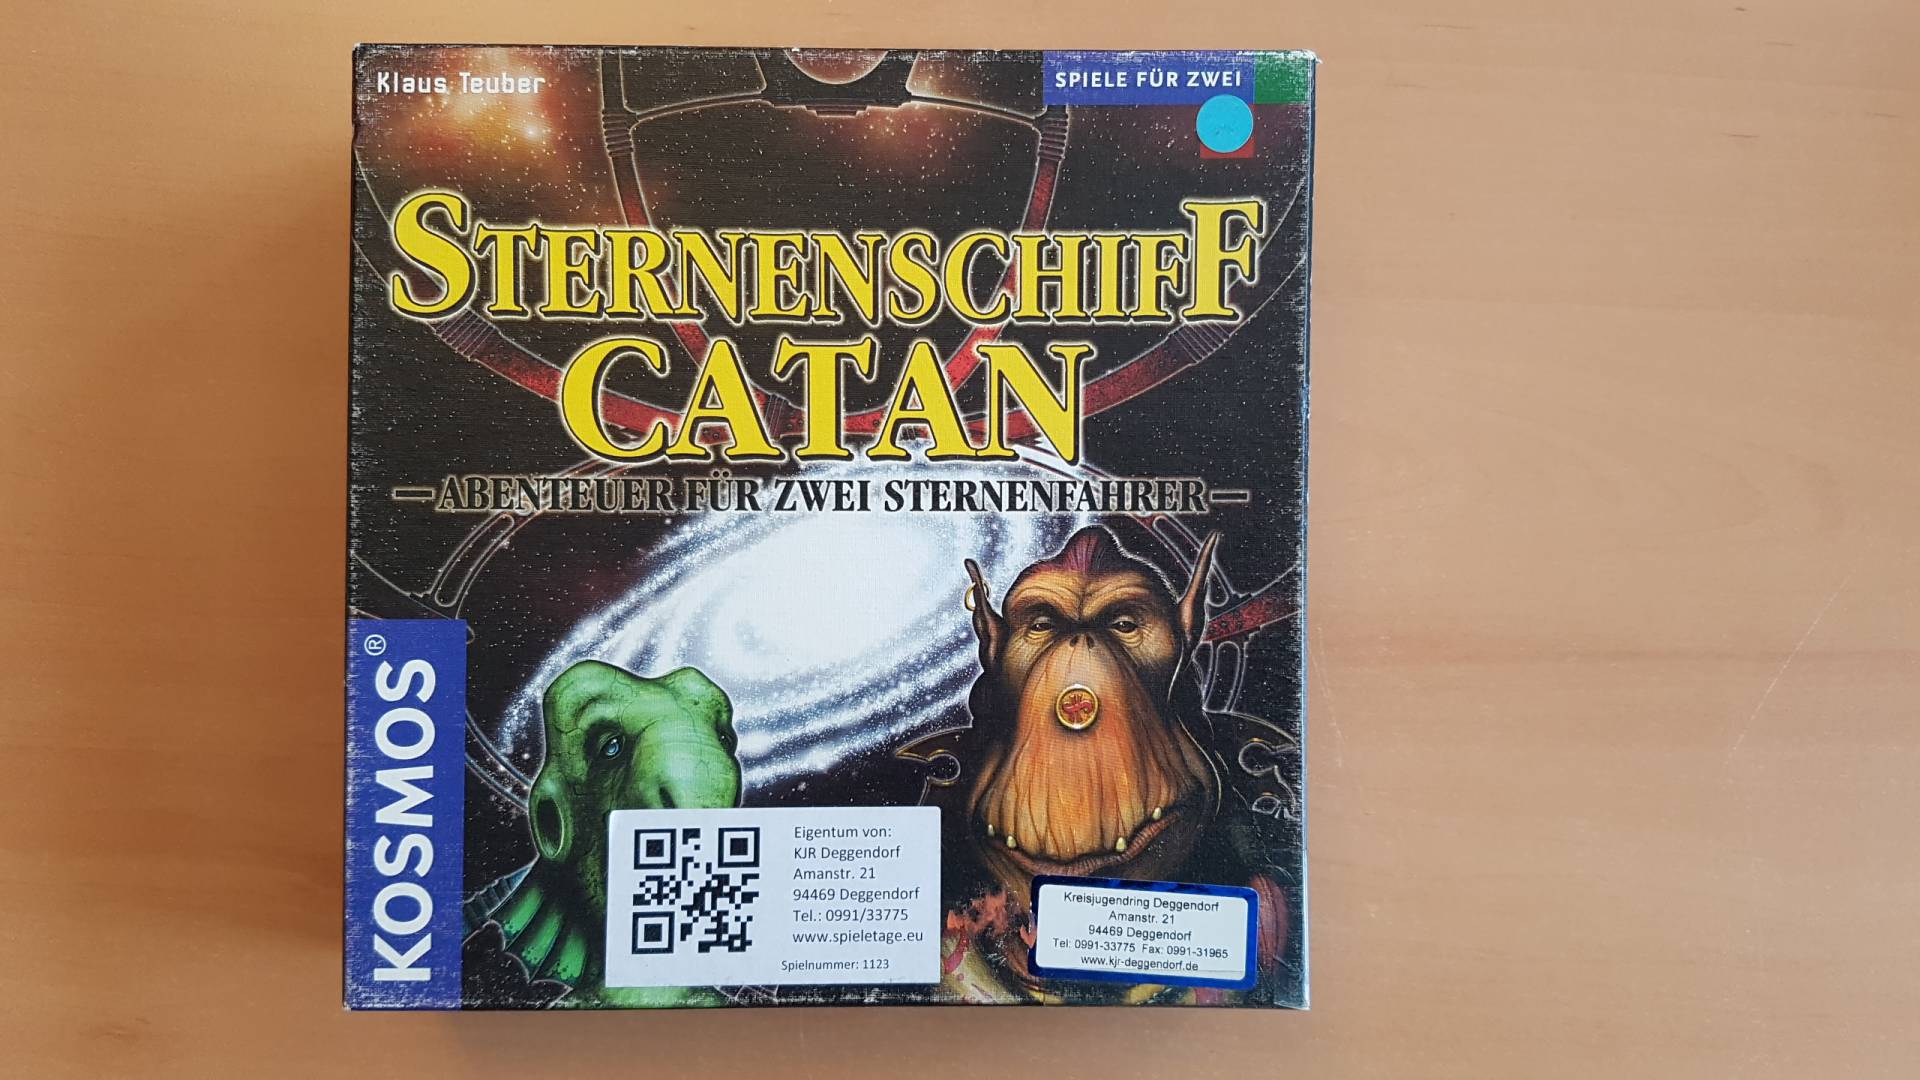 Klaus Teuber
SPIELE FÜR ZWEI
STERNENSCHIFF
CATAN
—ABENTEUER FÜR ZWEI STERNENFAHRER—
KOSMOS®
Eigentum von:
KJR Deggendorf
Amanstr. 21
94469 Deggendorf
Tel.: 0991/33775
www.spieletage.eu
Spielnummer: 1123
Kreisjugendring Deggendorf
Amanstr. 21
94469 Deggendorf
Tel: 0991-33775 Fax: 0991-31965
www.kjr-deggendorf.de